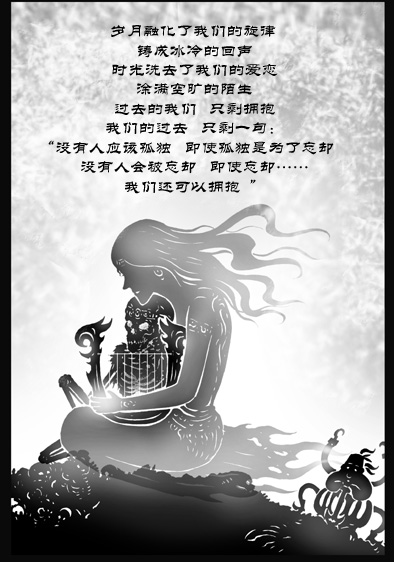 岁月融化了我们的旋律
铸成冰冷的回声
时光洗去了我们的爱恋
涂满空旷的陌生
过去的我们 只剩拥抱
我们的过去 只剩一句：
“没有人应该孤独 即使孤独是为了忘却
没有人会被忘却 即使忘却……
我们还可以拥抱 ”